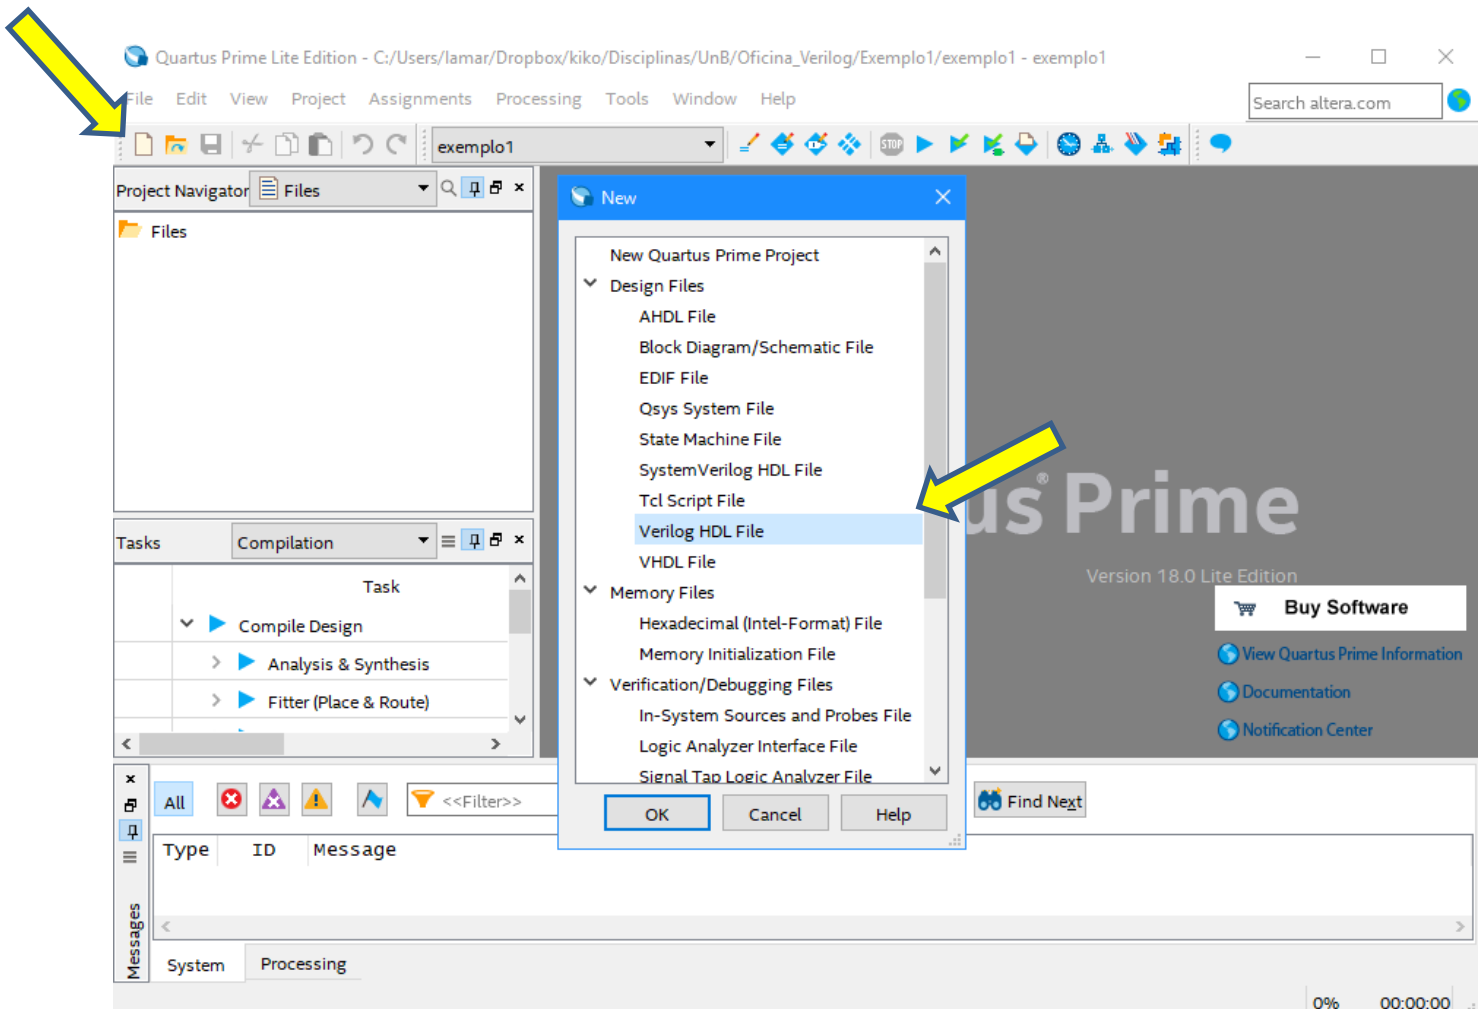 Quartus Prime Lite Edition - C:/Users/lamar/Dropbox/kiko/Disciplinas/UnB/Oficina_Verilog/Exemplo1/exemplo1 - exemplo1
File Edit View Project Assignments Processing Tools Window Help
Search altera.com
exemplo1
STOP
Project Navigator Files
Files
New
New Quartus Prime Project
Design Files
AHDL File
Block Diagram/Schematic File
EDIF File
Qsys System File
State Machine File
SystemVerilog HDL File
Tcl Script File
Verilog HDL File
VHDL File
Memory Files
Hexadecimal (Intel-Format) File
Memory Initialization File
Verification/Debugging Files
In-System Sources and Probes File
Logic Analyzer Interface File
Signal Tap Logic Analyzer File
OK Cancel Help
us® Prime
Version 18.0 Lite Edition
Buy Software
View Quartus Prime Information
Documentation
Notification Center
Tasks Compilation
Task
Compile Design
Analysis & Synthesis
Fitter (Place & Route)
All <<Filter>>
Find Next
Type ID Message
Messages
System Processing
0% 00:00:00